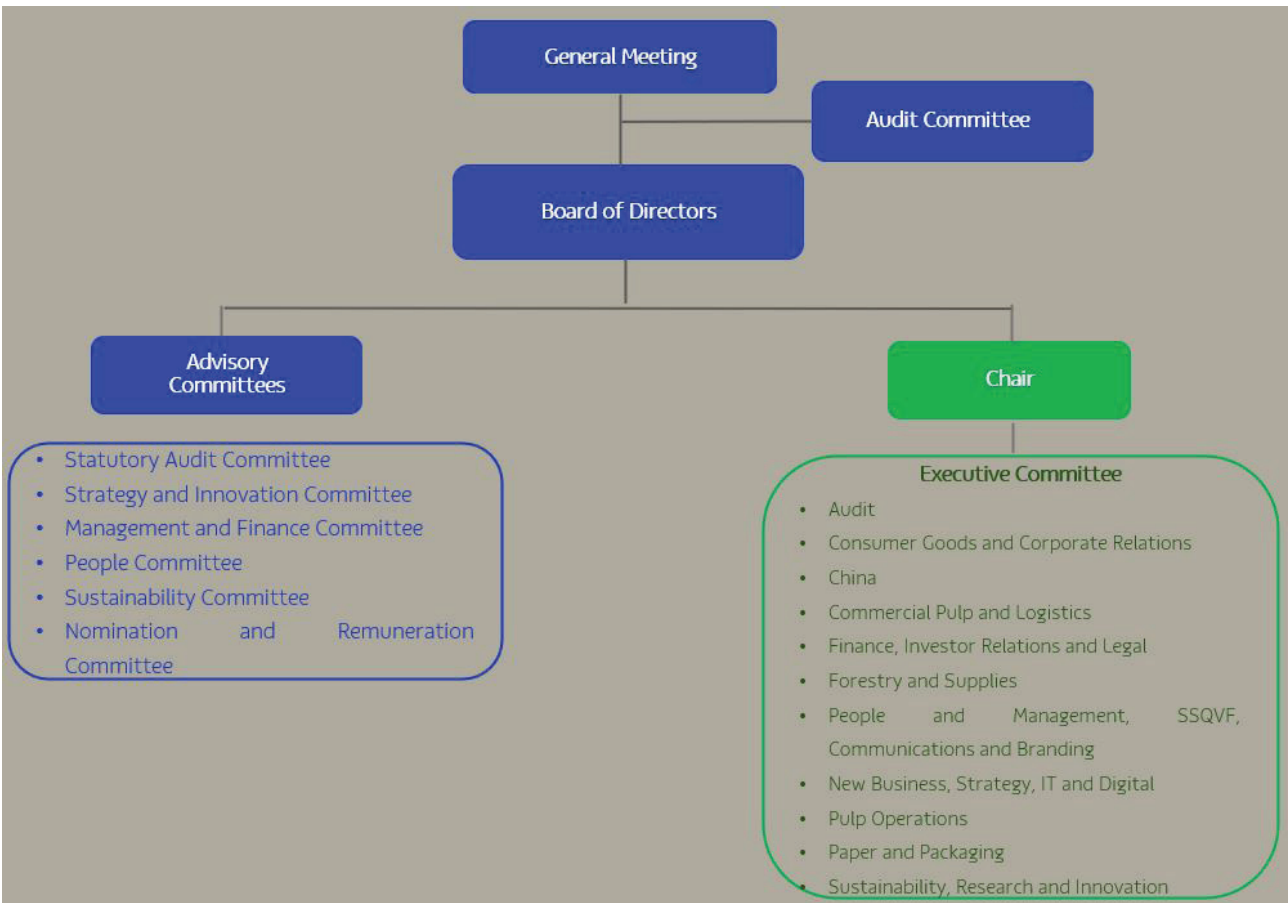 General Meeting
Audit Committee
Board of Directors
Advisory
Committees
Chair
• Statutory Audit Committee
• Strategy and Innovation Committee
• Management and Finance Committee
• People Committee
• Sustainability Committee
• Nomination and Remuneration
Committee
Executive Committee
• Audit
• Consumer Goods and Corporate Relations
• China
• Commercial Pulp and Logistics
• Finance, Investor Relations and Legal
• Forestry and Supplies
• People and Management, SSQVF,
Communications and Branding
• New Business, Strategy, IT and Digital
• Pulp Operations
• Paper and Packaging
• Sustainability, Research and Innovation